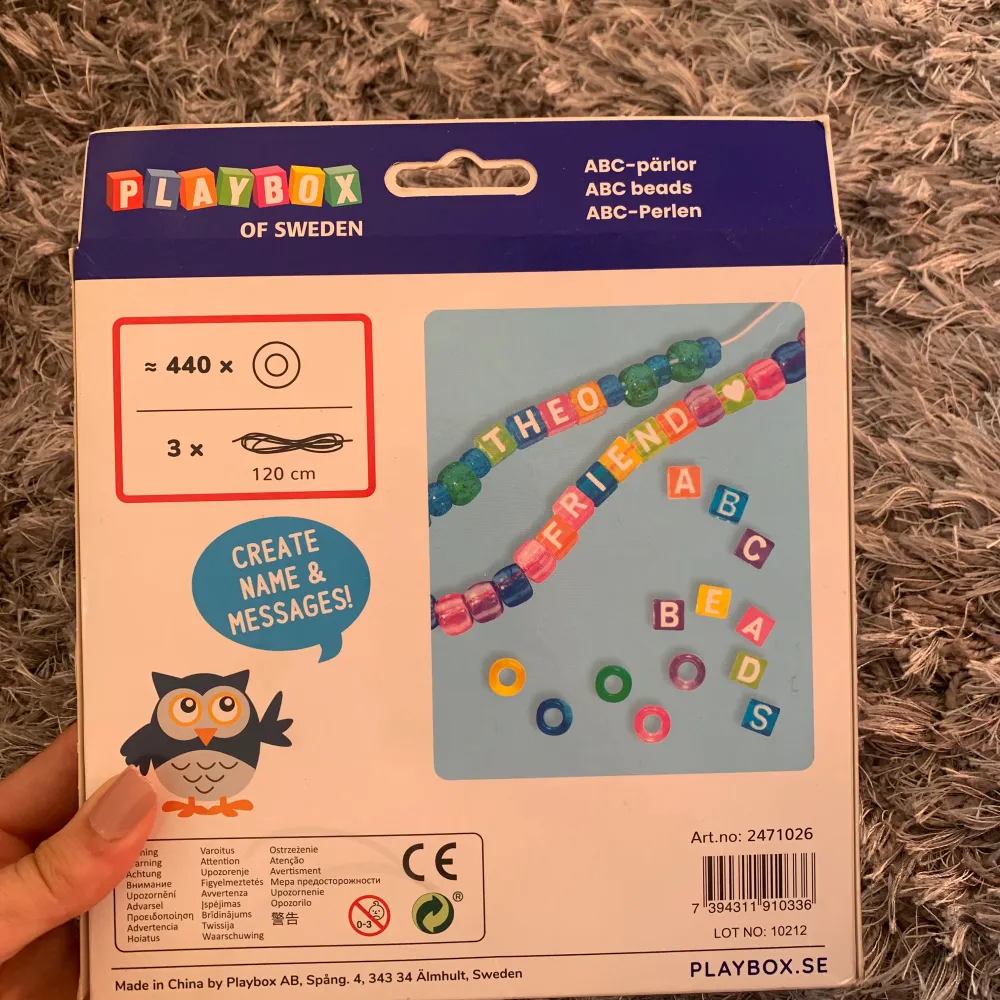 PLAYBOX
OF SWEDEN
ABC-pärlor
ABC beads
ABC-Perlen
≈ 440 ×
3 ×
120 cm
CREATE
NAME &
MESSAGES!
THEO
FRIEND
A
B
C
B
E
A
D
S
Achtung
Внимание
Upozornění
Advarsel
Προειδοποίηση
Advertencia
Hoiatus
Varoitus
Attention
Upozorenje
Figyelmeztetés
Avvertenza
Įspėjimas
Brīdinājums
Twissija
Waarschuwing
Ostrzeżenie
Atenção
Avertisment
Мера предосторожности
Upozornenie
Opozorilo
警告
0-3
CE
®
Art.no: 2471026
7 394311 910336
LOT NO: 10212
Made in China by Playbox AB, Spång. 4, 343 34 Älmhult, Sweden
PLAYBOX.SE